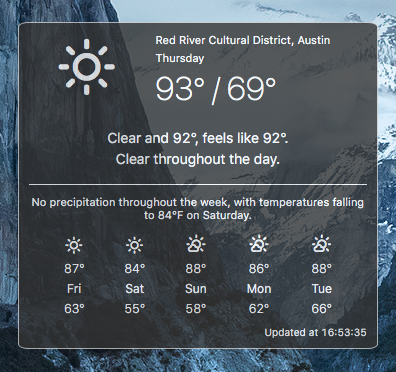 Red River Cultural District, Austin
Thursday
93° / 69°
Clear and 92°, feels like 92°.
Clear throughout the day.
No precipitation throughout the week, with temperatures falling
to 84°F on Saturday.
87° 84° 88° 86° 88°
Fri Sat Sun Mon Tue
63° 55° 58° 62° 66°
Updated at 16:53:35